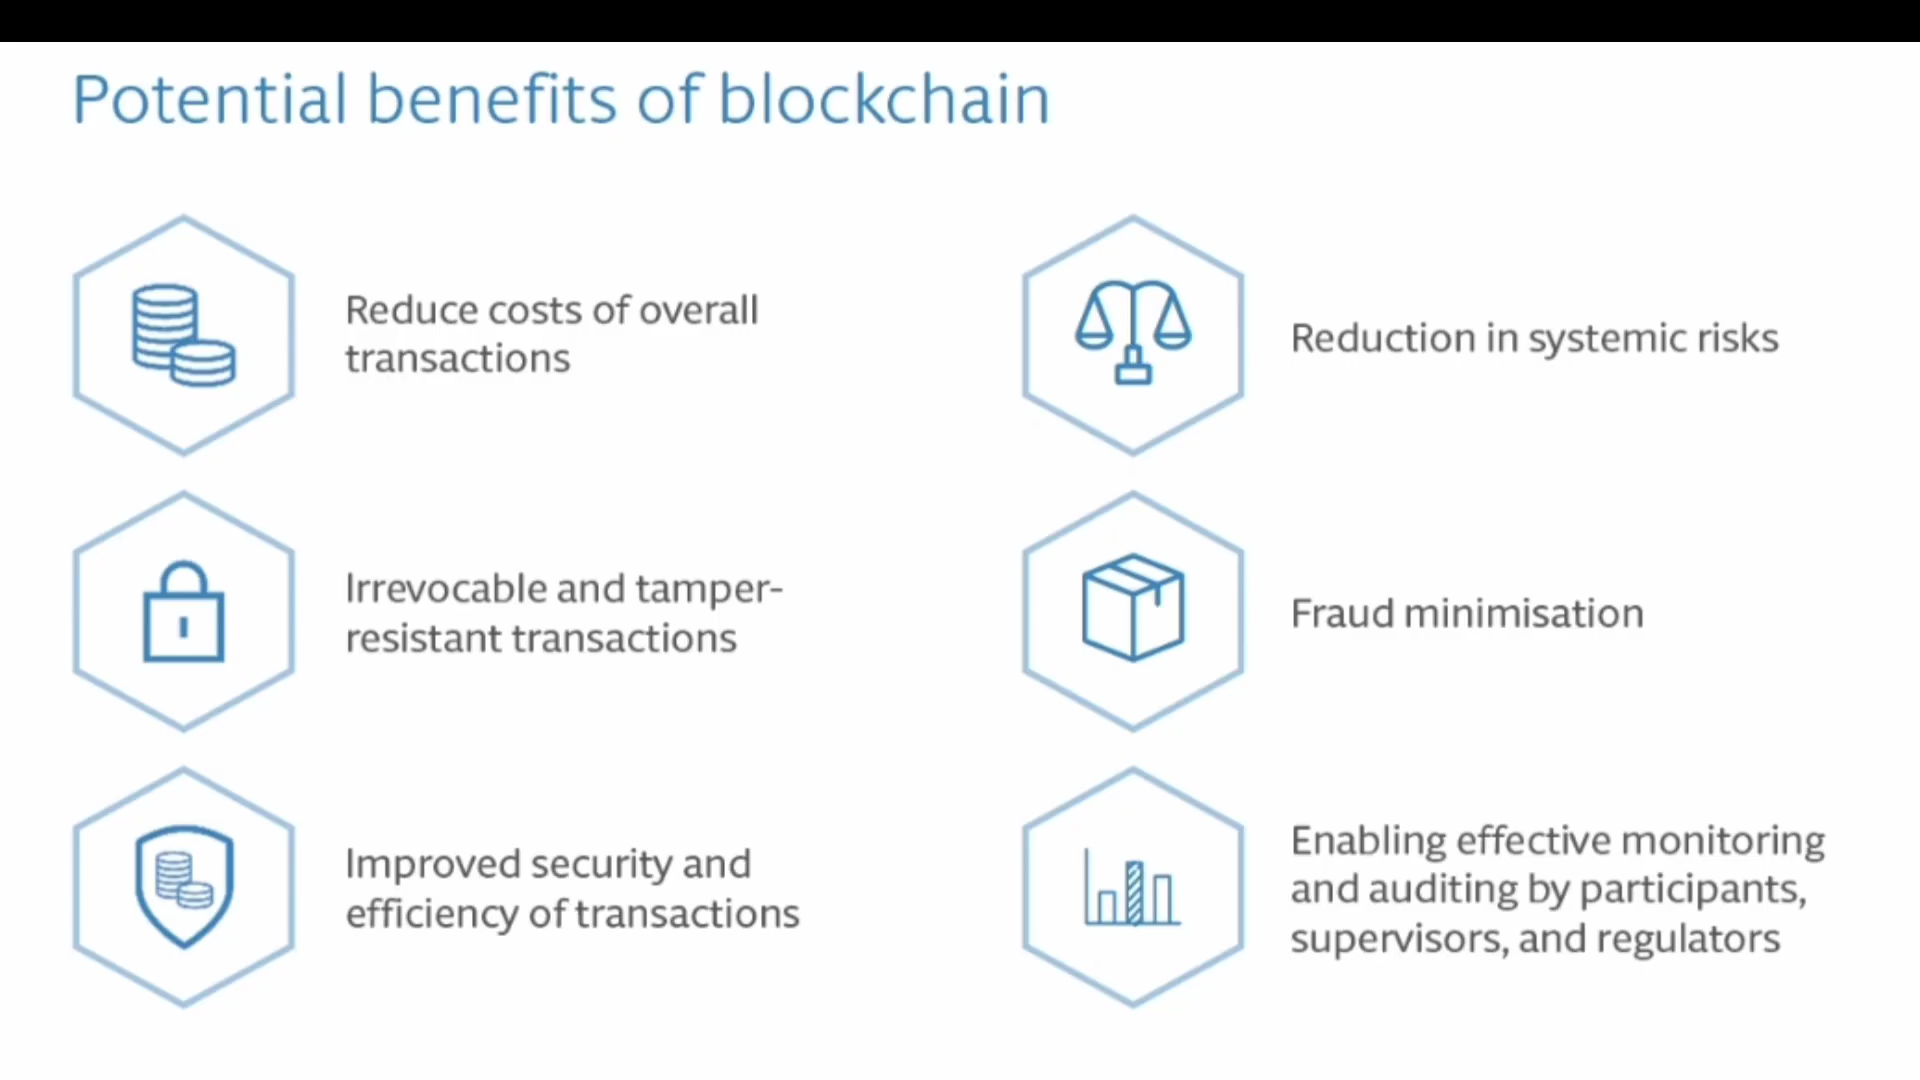 Potential benefits of blockchain
Reduce costs of overall
transactions
Irrevocable and tamper-
resistant transactions
Improved security and
efficiency of transactions
Reduction in systemic risks
Fraud minimisation
Enabling effective monitoring
and auditing by participants,
supervisors, and regulators